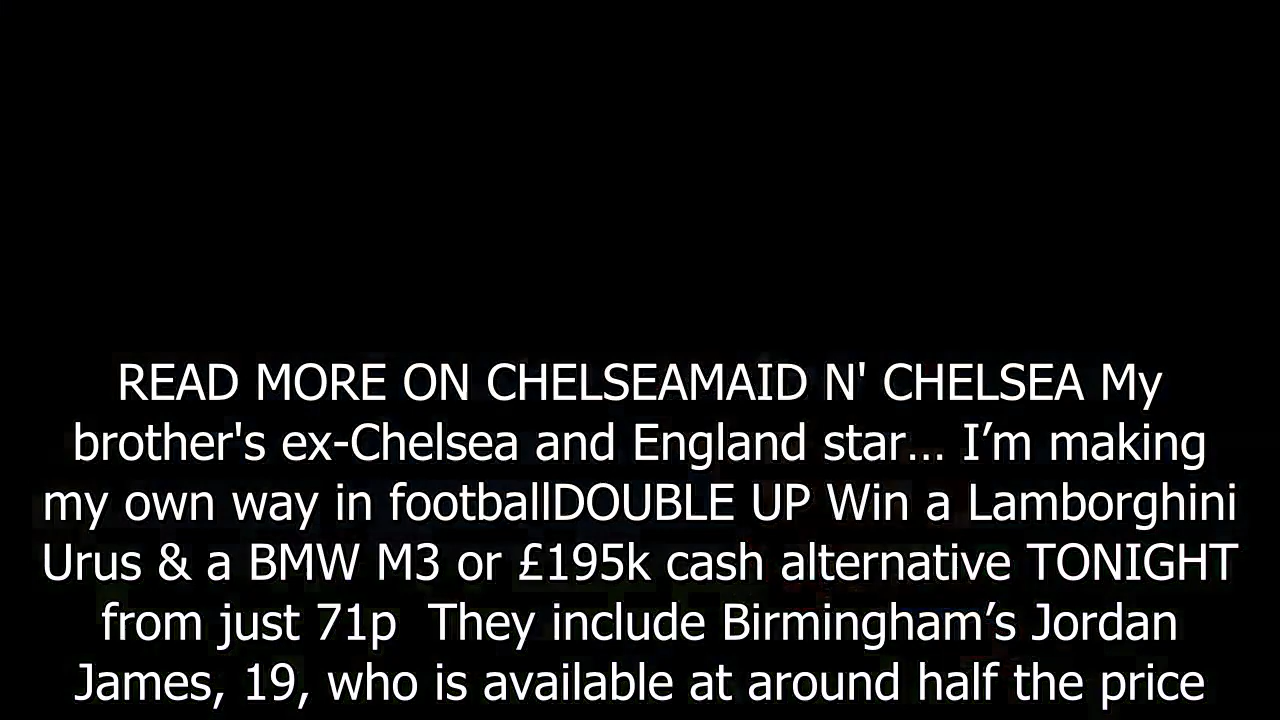 READ MORE ON CHELSEAMAID N' CHELSEA My
brother's ex-Chelsea and England star… I’m making
my own way in footballDOUBLE UP Win a Lamborghini
Urus & a BMW M3 or £195k cash alternative TONIGHT
from just 71p  They include Birmingham’s Jordan
James, 19, who is available at around half the price